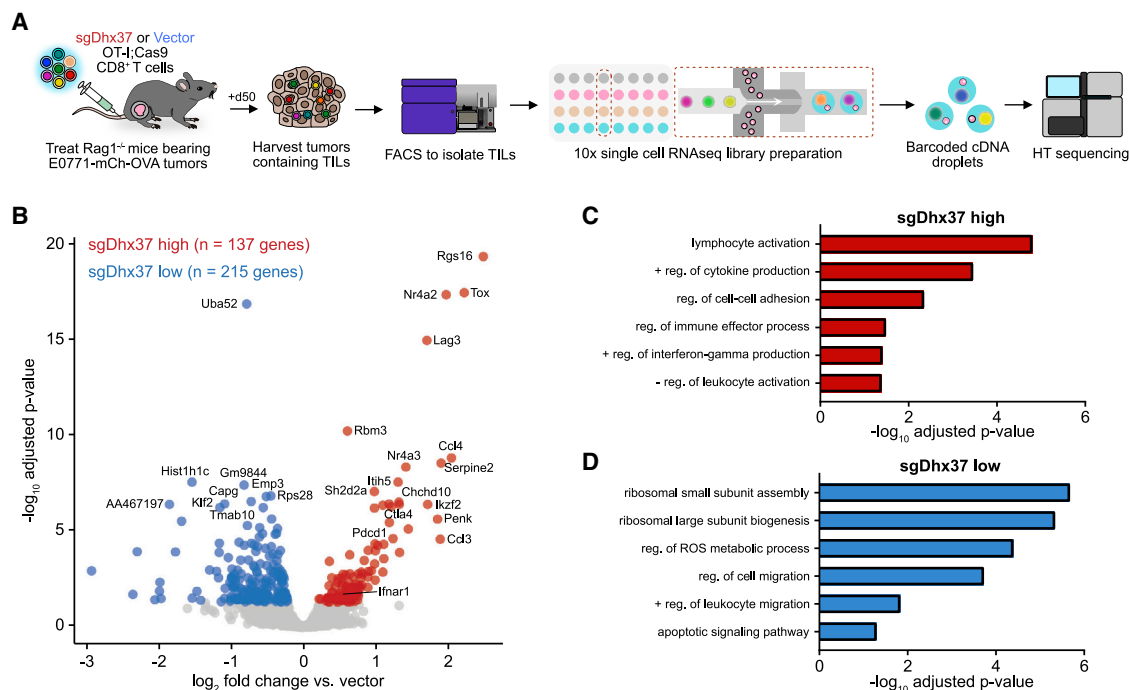 A
sgDhx37 or Vector
OT-I;Cas9
CD8⁺ T cells
Treat Rag1⁻/⁻ mice bearing
E0771-mCh-OVA tumors
+d50
Harvest tumors
containing TILs
FACS to isolate TILs
10x single cell RNAseq library preparation
Barcoded cDNA
droplets
HT sequencing
B
sgDhx37 high (n = 137 genes)
sgDhx37 low (n = 215 genes)
-log₁₀ adjusted p-value
20
15
10
5
0
Rgs16
Nr4a2
Tox
Uba52
Lag3
Rbm3
Ccl4
Nr4a3
Serpine2
Hist1h1c
Gm9844
Itih5
Emp3
Sh2d2a
Chchd10
Capg
Rps28
AA467197
Klf2
Ikzf2
Tmab10
Ctla4
Penk
Pdcd1
Ccl3
Ifnar1
-3
-2
-1
0
1
2
log₂ fold change vs. vector
C
sgDhx37 high
lymphocyte activation
+ reg. of cytokine production
reg. of cell-cell adhesion
reg. of immune effector process
+ reg. of interferon-gamma production
- reg. of leukocyte activation
0
2
4
6
-log₁₀ adjusted p-value
D
sgDhx37 low
ribosomal small subunit assembly
ribosomal large subunit biogenesis
reg. of ROS metabolic process
reg. of cell migration
+ reg. of leukocyte migration
apoptotic signaling pathway
0
2
4
6
-log₁₀ adjusted p-value